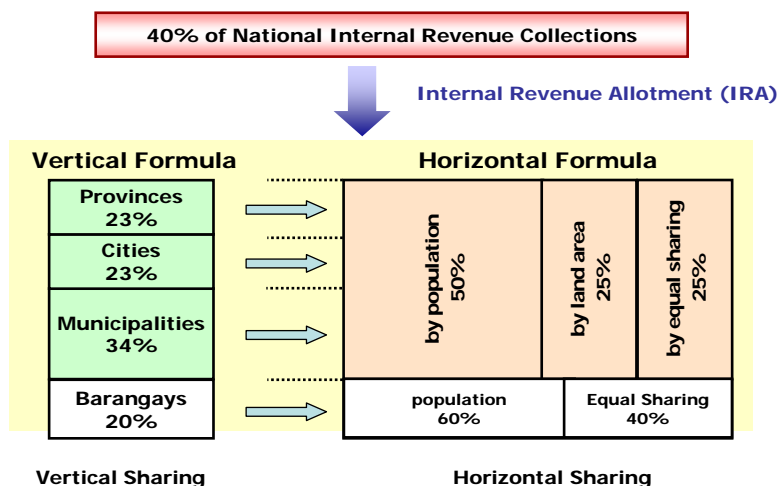 40% of National Internal Revenue Collections
Internal Revenue Allotment (IRA)
Vertical Formula
Horizontal Formula
Provinces
23%
Cities
23%
Municipalities
34%
Barangays
20%
by population
50%
by land area
25%
by equal sharing
25%
population
60%
Equal Sharing
40%
Vertical Sharing
Horizontal Sharing